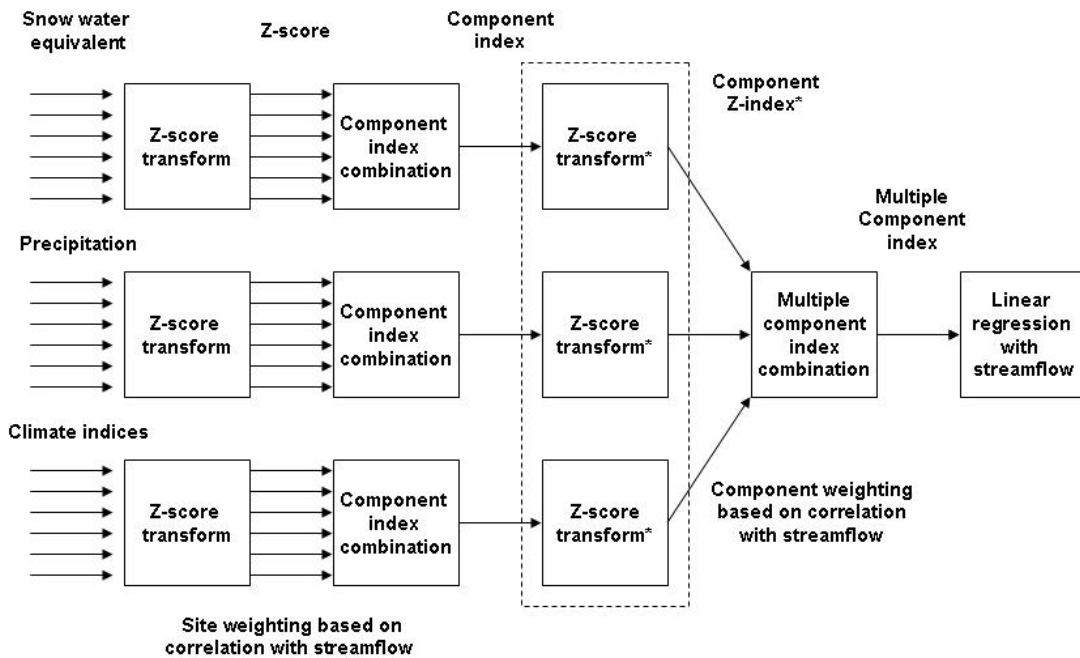 Snow water
equivalent
Z-score
Component
index
Component
Z-index*
Z-score
transform
Component
index
combination
Z-score
transform*
Multiple
Component
index
Precipitation
Z-score
transform
Component
index
combination
Z-score
transform*
Multiple
component
index
combination
Linear
regression
with
streamflow
Climate indices
Z-score
transform
Component
index
combination
Z-score
transform*
Component weighting
based on correlation
with streamflow
Site weighting based on
correlation with streamflow